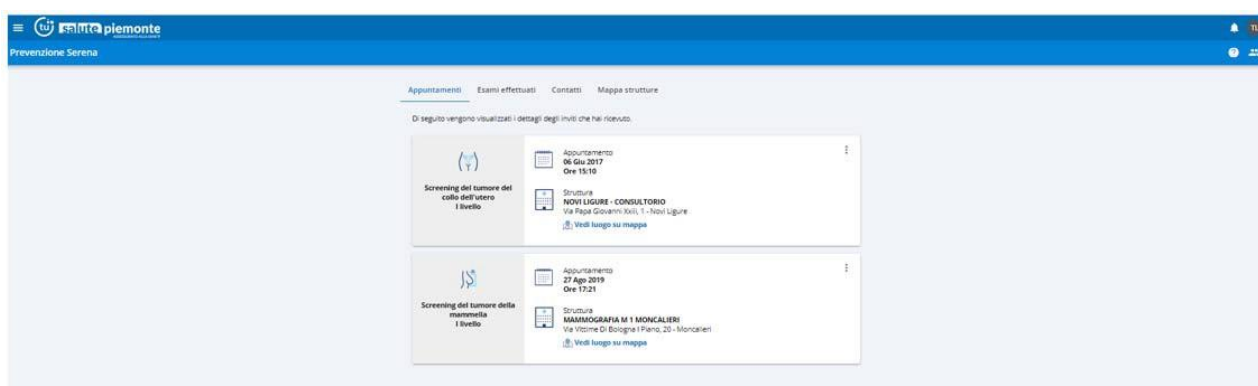 tu salute piemonte
Prevenzione Serena
Appuntamenti Esami effettuati Contatti Mappa strutture
Di seguito vengono visualizzati i dettagli degli inviti che hai ricevuto.
Screening del tumore del
collo dell'utero
I livello
Appuntamento
06 Giu 2017
Ore 15:10
Struttura
NOVI LIGURE - CONSULTORIO
Via Papa Giovanni Xxiii, 1 - Novi Ligure
Vedi luogo su mappa
Screening del tumore della
mammella
I livello
Appuntamento
27 Ago 2019
Ore 17:21
Struttura
MAMMOGRAFIA M 1 MONCALIERI
Via Vittime Di Bologna I Piano, 20 - Moncalieri
Vedi luogo su mappa